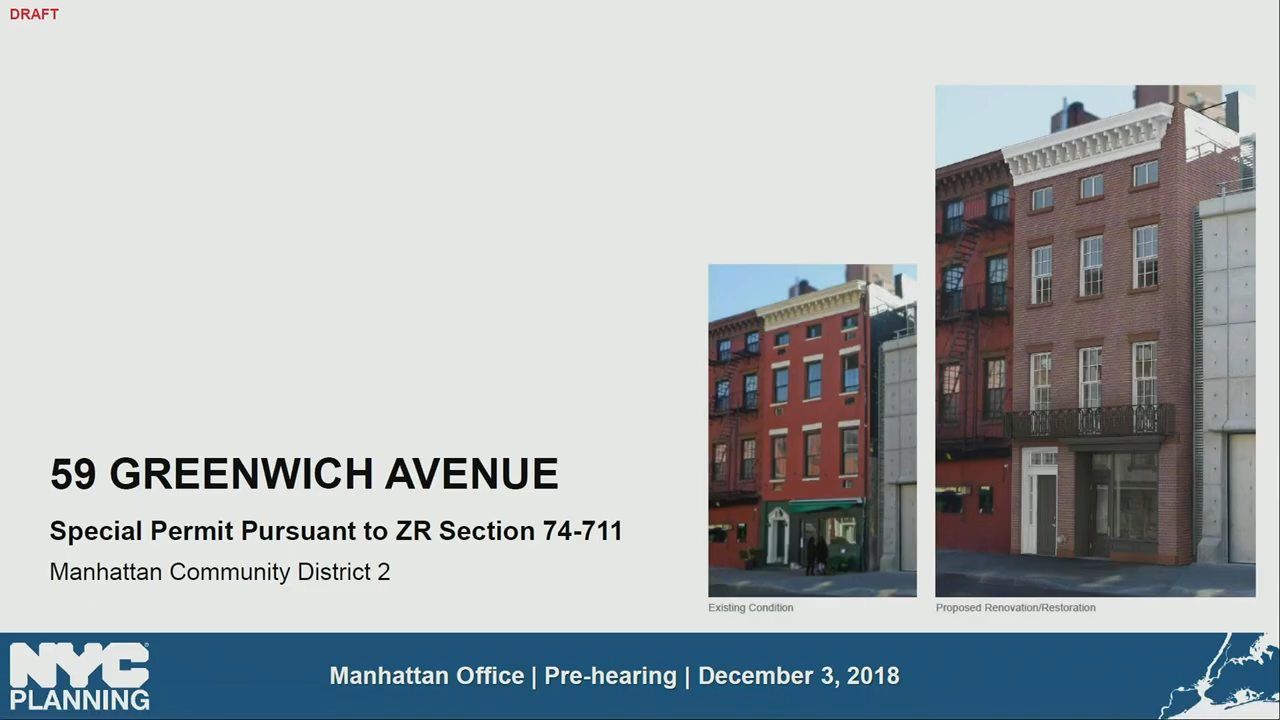 DRAFT
59 GREENWICH AVENUE
Special Permit Pursuant to ZR Section 74-711
Manhattan Community District 2
Existing Condition
Proposed Renovation/Restoration
NYC
PLANNING
Manhattan Office | Pre-hearing | December 3, 2018